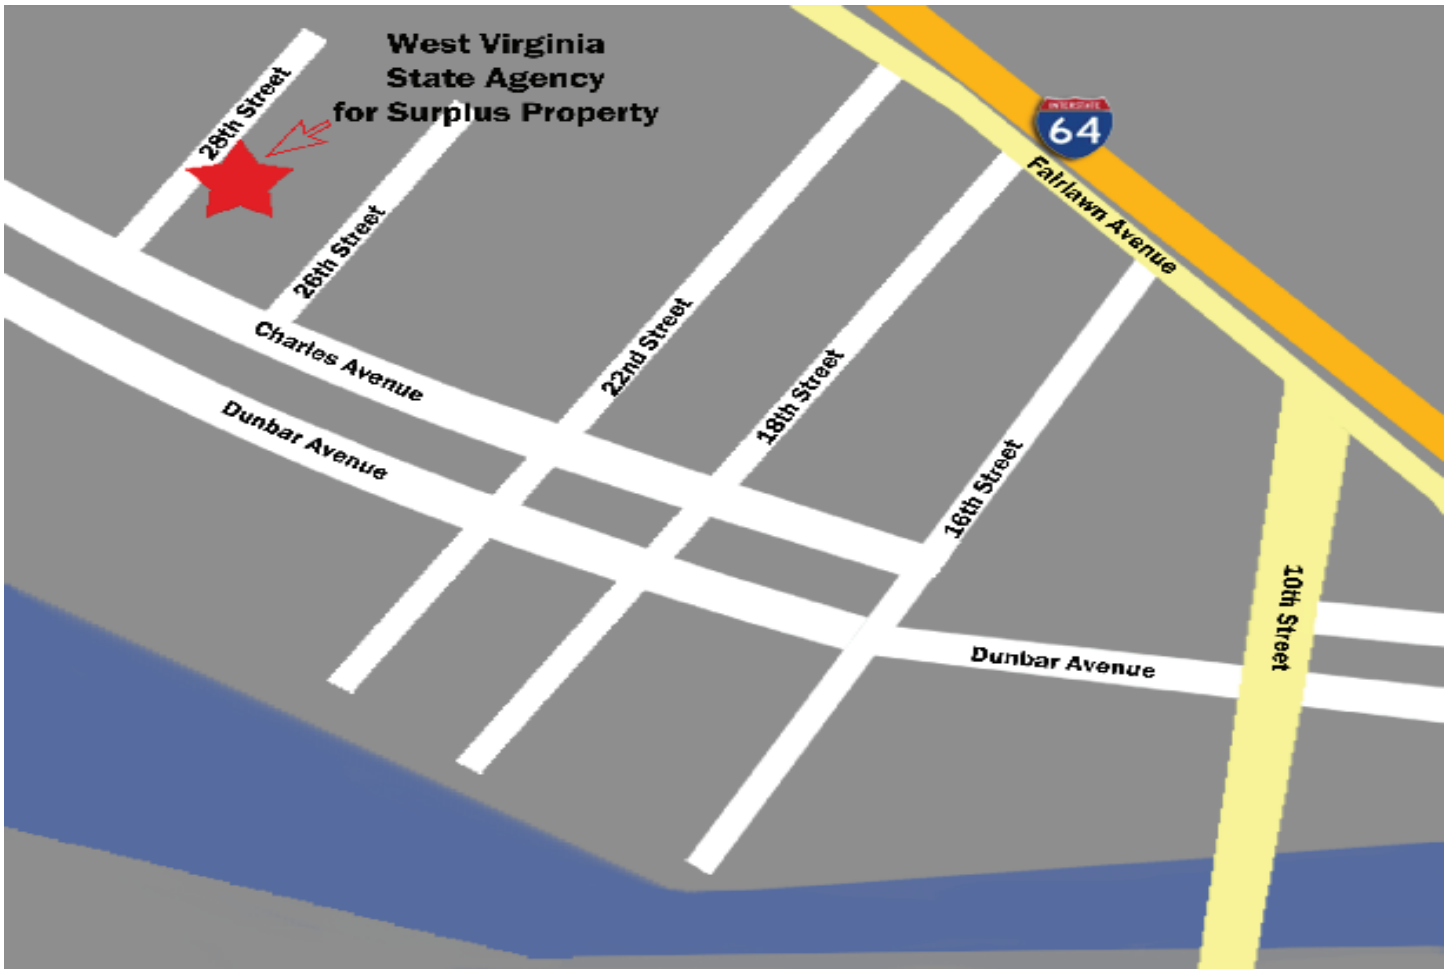 West Virginia
State Agency
for Surplus Property
28th Street
26th Street
INTERSTATE
64
Fairlawn Avenue
22nd Street
18th Street
16th Street
Charles Avenue
Dunbar Avenue
10th Street
Dunbar Avenue